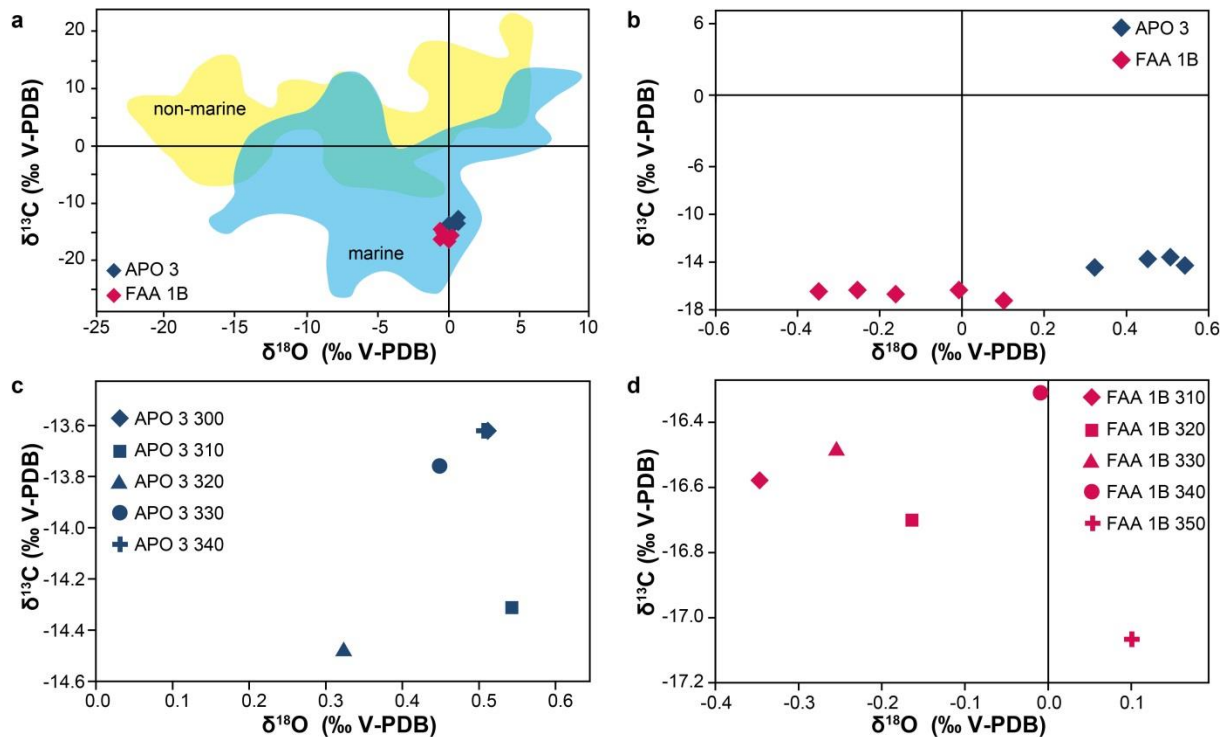 a
20
10
0
-10
-20
δ¹³C (‰ V-PDB)
non-marine
marine
APO 3
FAA 1B
-25
-20
-15
-10
-5
0
5
10
δ¹⁸O (‰ V-PDB)
b
6
0
-6
-14
-14
-18
δ¹³C (‰ V-PDB)
APO 3
FAA 1B
-0.6
-0.4
-0.2
0
0.2
0.4
0.6
δ¹⁸O (‰ V-PDB)
c
-13.6
-13.8
-14.0
-14.2
-14.4
-14.6
δ¹³C (‰ V-PDB)
APO 3 300
APO 3 310
APO 3 320
APO 3 330
APO 3 340
0.0
0.1
0.2
0.3
0.4
0.5
0.6
δ¹⁸O (‰ V-PDB)
d
-16.4
-16.6
-16.8
-17.0
-17.2
δ¹³C (‰ V-PDB)
FAA 1B 310
FAA 1B 320
FAA 1B 330
FAA 1B 340
FAA 1B 350
-0.4
-0.3
-0.2
-0.1
0.0
0.1
δ¹⁸O (‰ V-PDB)